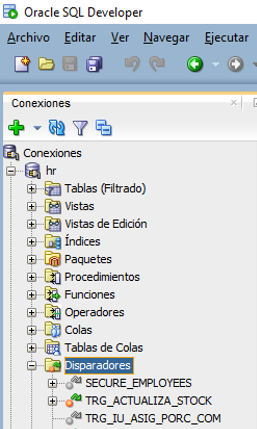 Oracle SQL Developer
Archivo Editar Ver Navegar Ejecutar
Conexiones
Conexiones
hr
Tablas (Filtrado)
Vistas
Vistas de Edición
Índices
Paquetes
Procedimientos
Funciones
Operadores
Colas
Tablas de Colas
Disparadores
SECURE_EMPLOYEES
TRG_ACTUALIZA_STOCK
TRG_IU_ASIG_PORC_COM